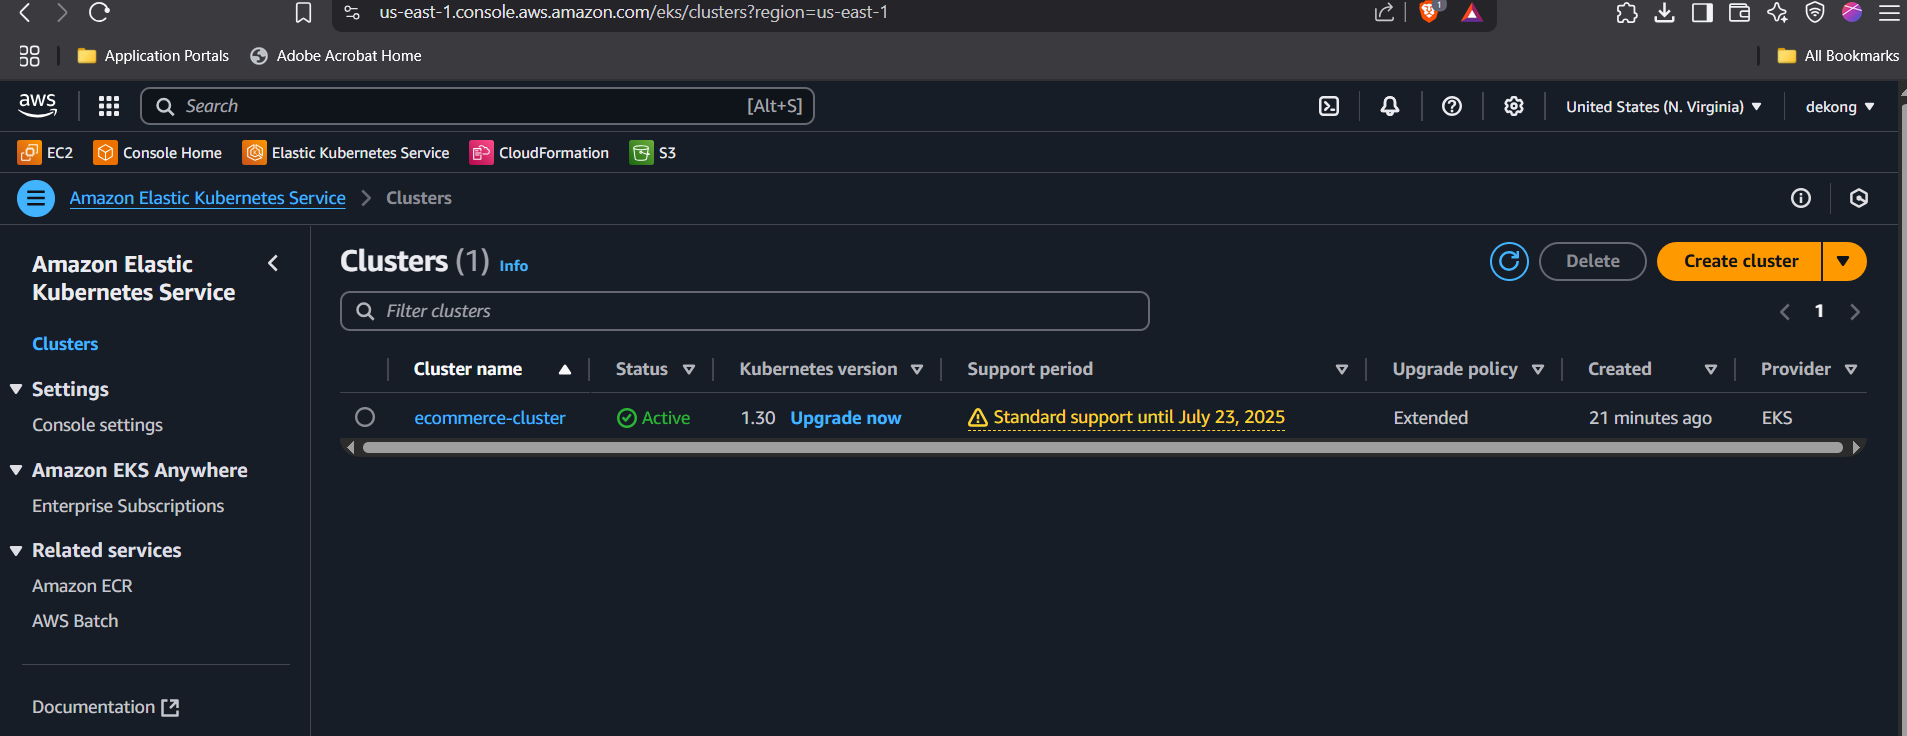 us-east-1.console.aws.amazon.com/eks/clusters?region=us-east-1
1
Application Portals
Adobe Acrobat Home
All Bookmarks
aws
Search
[Alt+S]
United States (N. Virginia)
dekong
EC2
Console Home
Elastic Kubernetes Service
CloudFormation
S3
Amazon Elastic Kubernetes Service
Clusters
Amazon Elastic
Kubernetes Service
Clusters
Settings
Console settings
Amazon EKS Anywhere
Enterprise Subscriptions
Related services
Amazon ECR
AWS Batch
Documentation
Clusters (1) Info
Delete
Create cluster
Filter clusters
1
Cluster name
Status
Kubernetes version
Support period
Upgrade policy
Created
Provider
ecommerce-cluster
Active
1.30 Upgrade now
Standard support until July 23, 2025
Extended
21 minutes ago
EKS